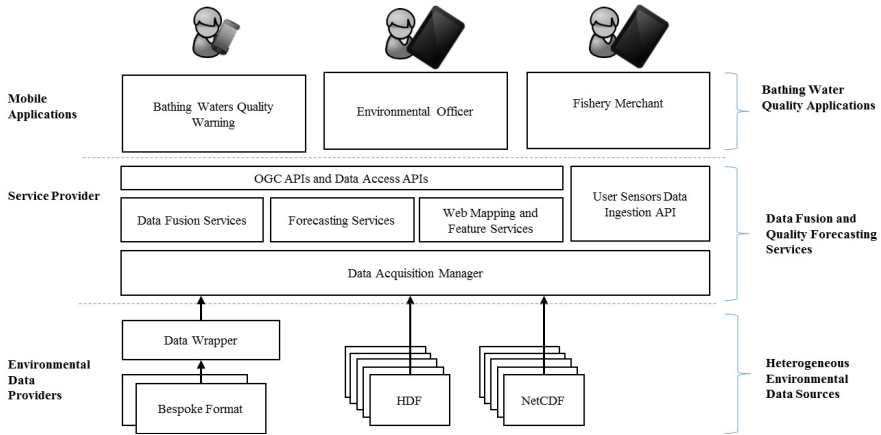 Mobile
Applications
Bathing Waters Quality
Warning
Environmental Officer
Fishery Merchant
Bathing Water
Quality Applications
Service Provider
OGC APIs and Data Access APIs
Data Fusion Services
Forecasting Services
Web Mapping and
Feature Services
User Sensors Data
Ingestion API
Data Acquisition Manager
Data Fusion and
Quality Forecasting
Services
Environmental
Data
Providers
Data Wrapper
Bespoke Format
HDF
NetCDF
Heterogeneous
Environmental
Data Sources